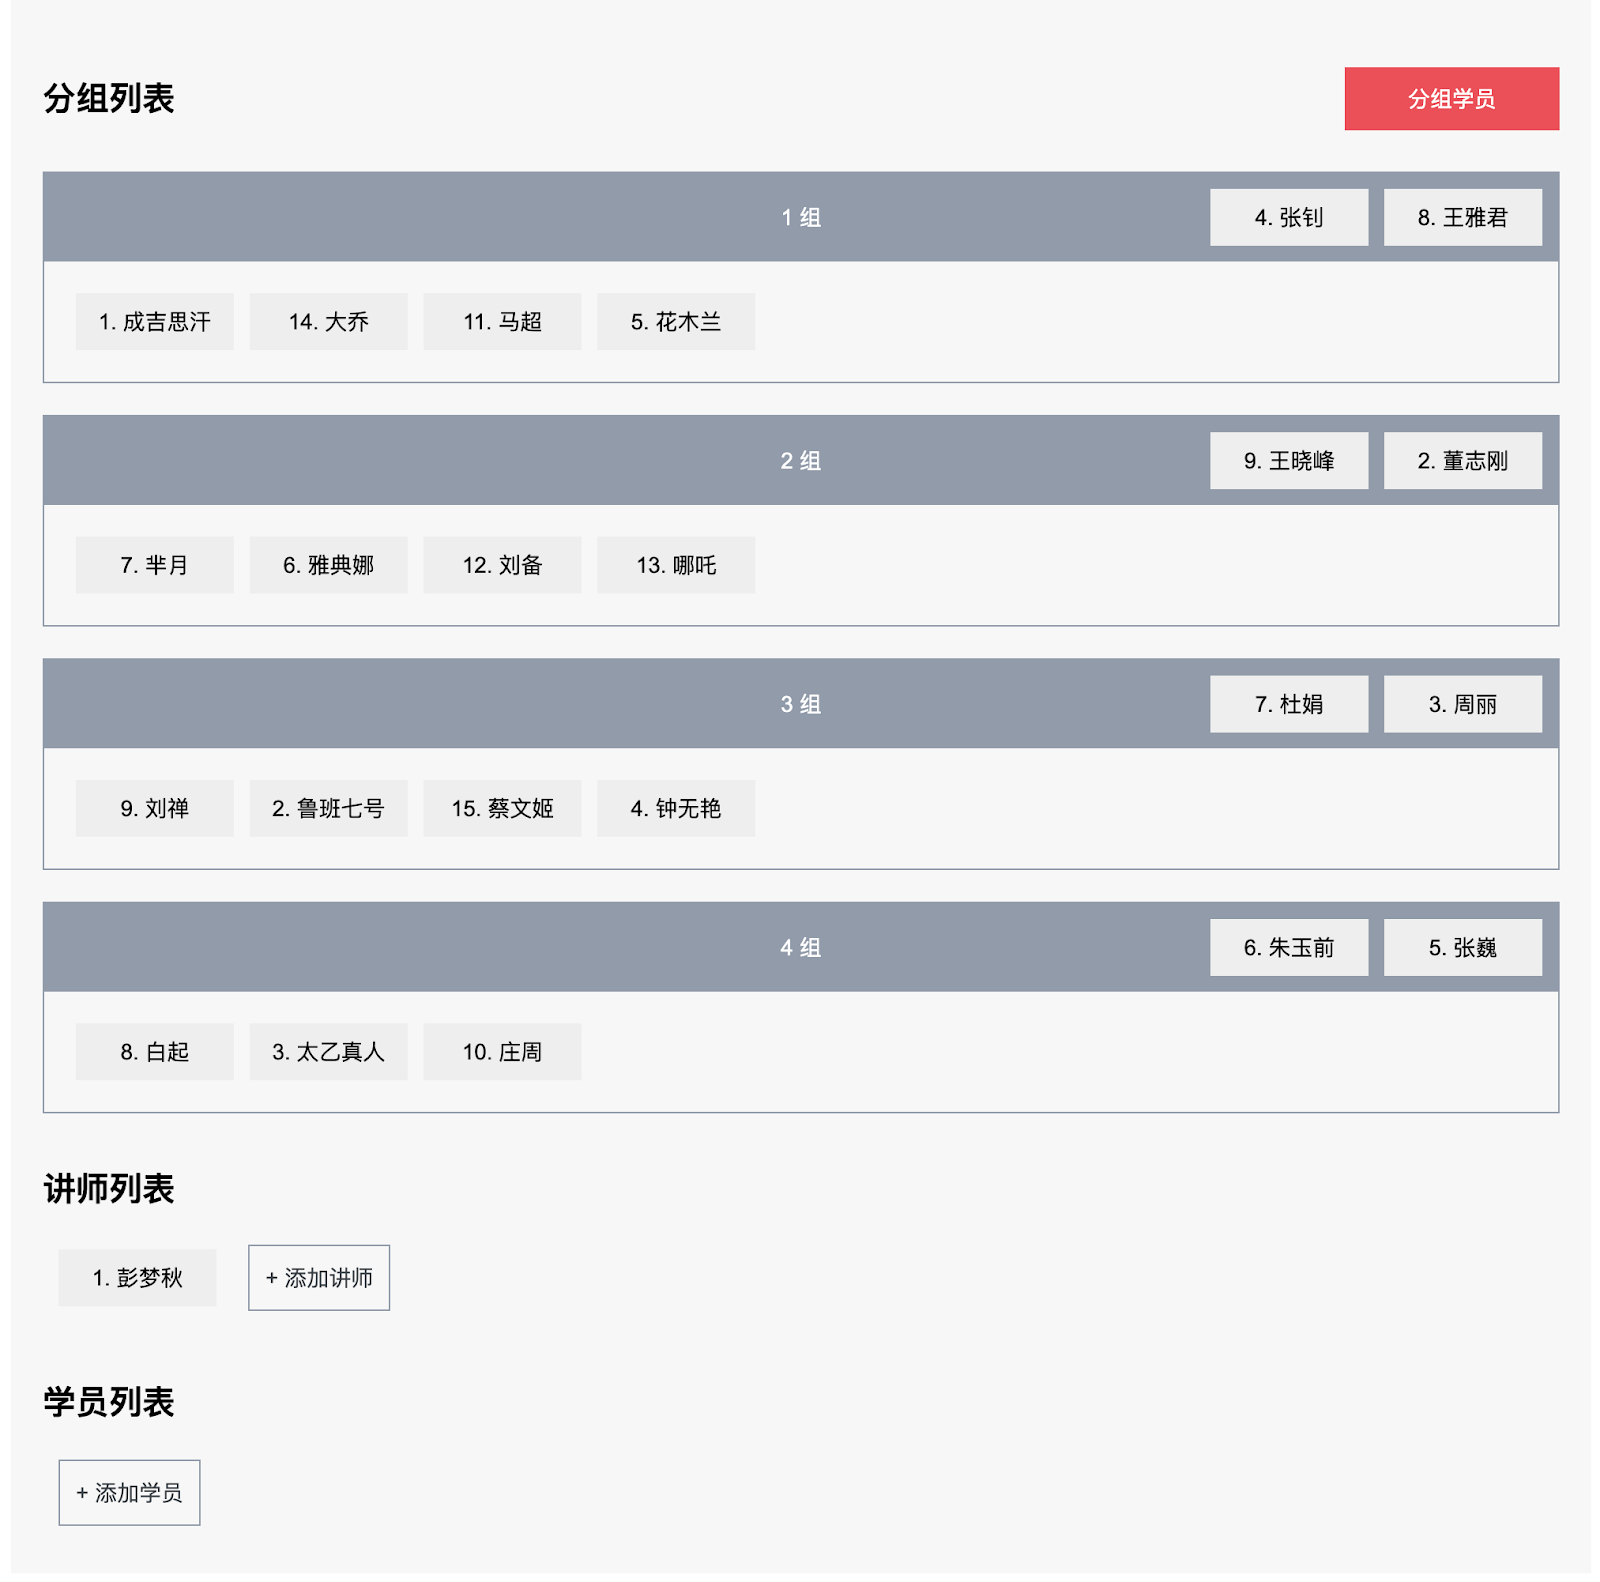 分组列表
分组学员
1 组
4. 张钊
8. 王雅君
1. 成吉思汗
14. 大乔
11. 马超
5. 花木兰
2 组
9. 王晓峰
2. 董志刚
7. 芈月
6. 雅典娜
12. 刘备
13. 哪吒
3 组
7. 杜娟
3. 周丽
9. 刘禅
2. 鲁班七号
15. 蔡文姬
4. 钟无艳
4 组
6. 朱玉前
5. 张巍
8. 白起
3. 太乙真人
10. 庄周
讲师列表
1. 彭梦秋
+ 添加讲师
学员列表
+ 添加学员